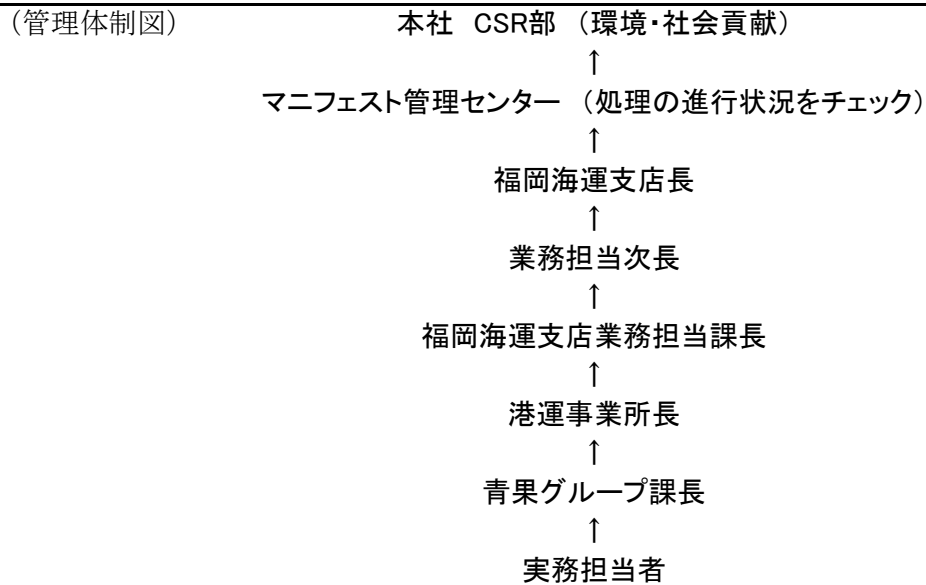 (管理体制図) 本社 CSR部 (環境・社会貢献)
↑
マニフェスト管理センター (処理の進行状況をチェック)
↑
福岡海運支店長
↑
業務担当次長
↑
福岡海運支店業務担当課長
↑
港運事業所長
↑
青果グループ課長
↑
実務担当者